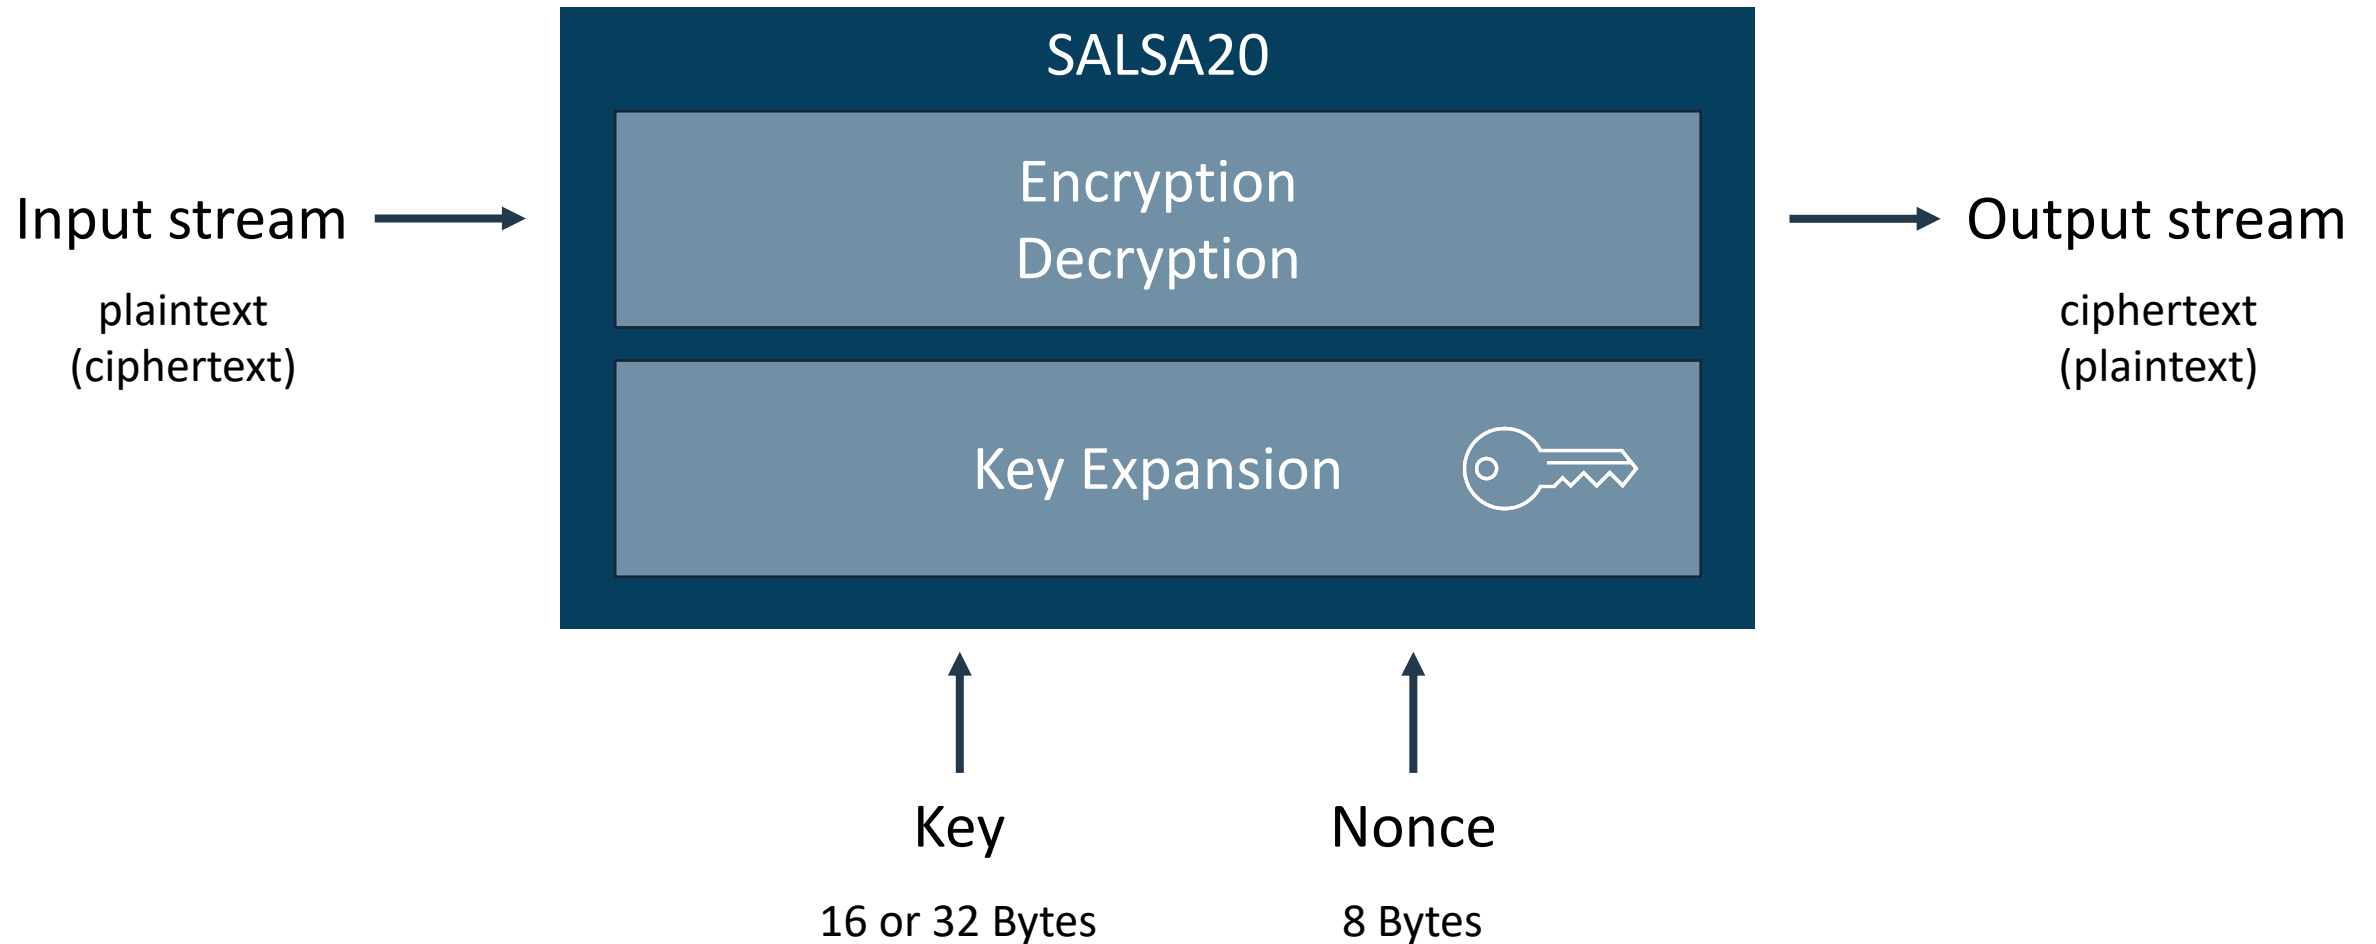 SALSA20
Encryption
Decryption
Input stream
plaintext
(ciphertext)
Output stream
ciphertext
(plaintext)
Key Expansion
Key
16 or 32 Bytes
Nonce
8 Bytes